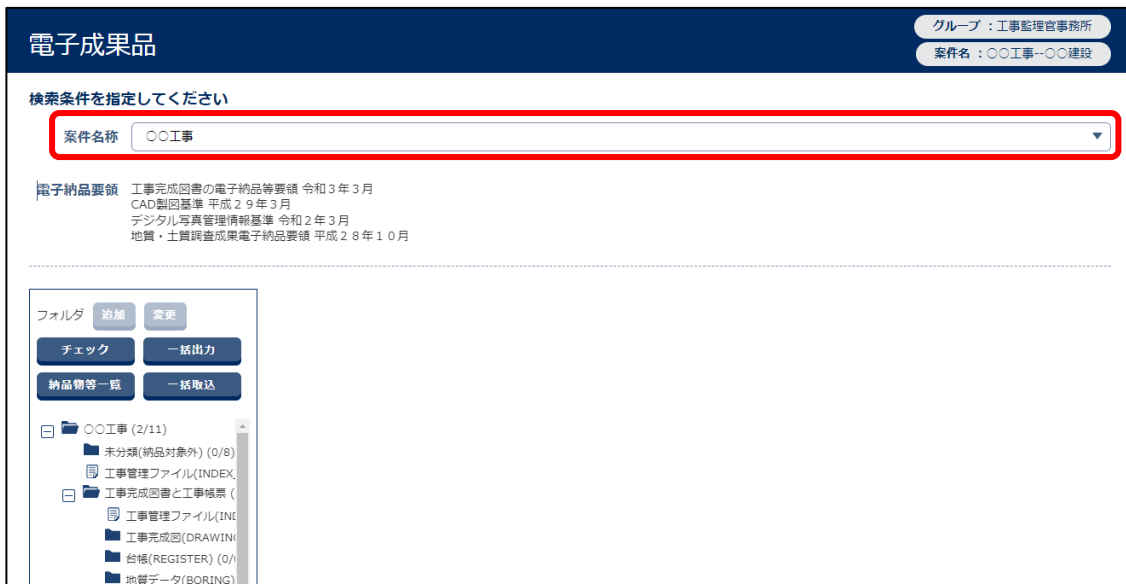 電子成果品
グループ ：工事監理官事務所
案件名 ：〇〇工事--〇〇建設
検索条件を指定してください
案件名称 〇〇工事
電子納品要領 工事完成図書の電子納品等要領 令和３年３月
CAD製図基準 平成２９年３月
デジタル写真管理情報基準 令和２年３月
地質・土質調査成果電子納品要領 平成２８年１０月
フォルダ 追加 変更
チェック 一括出力
納品物等一覧 一括取込
〇〇工事 (2/11)
未分類(納品対象外) (0/8)
工事管理ファイル(INDEX_
工事完成図書と工事帳票 (
工事管理ファイル(IND
工事完成図(DRAWIN
台帳(REGISTER) (0/
地質データ(BORING)